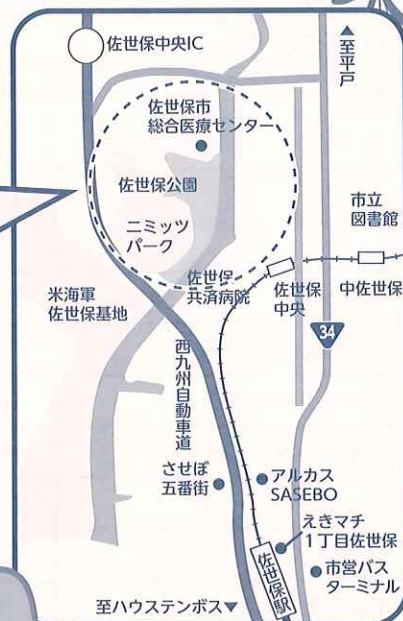 佐世保中央IC
▲
至平戸
佐世保市
総合医療センター
佐世保公園
ニミッツ
パーク
市立
図書館
佐世保
共済病院
佐世保
中央
中佐世保
米海軍
佐世保基地
34
西九州自動車道
させぼ
五番街
アルカス
SASEBO
えきマチ
1丁目佐世保
佐世保駅
市営バス
ターミナル
至ハウステンボス▼